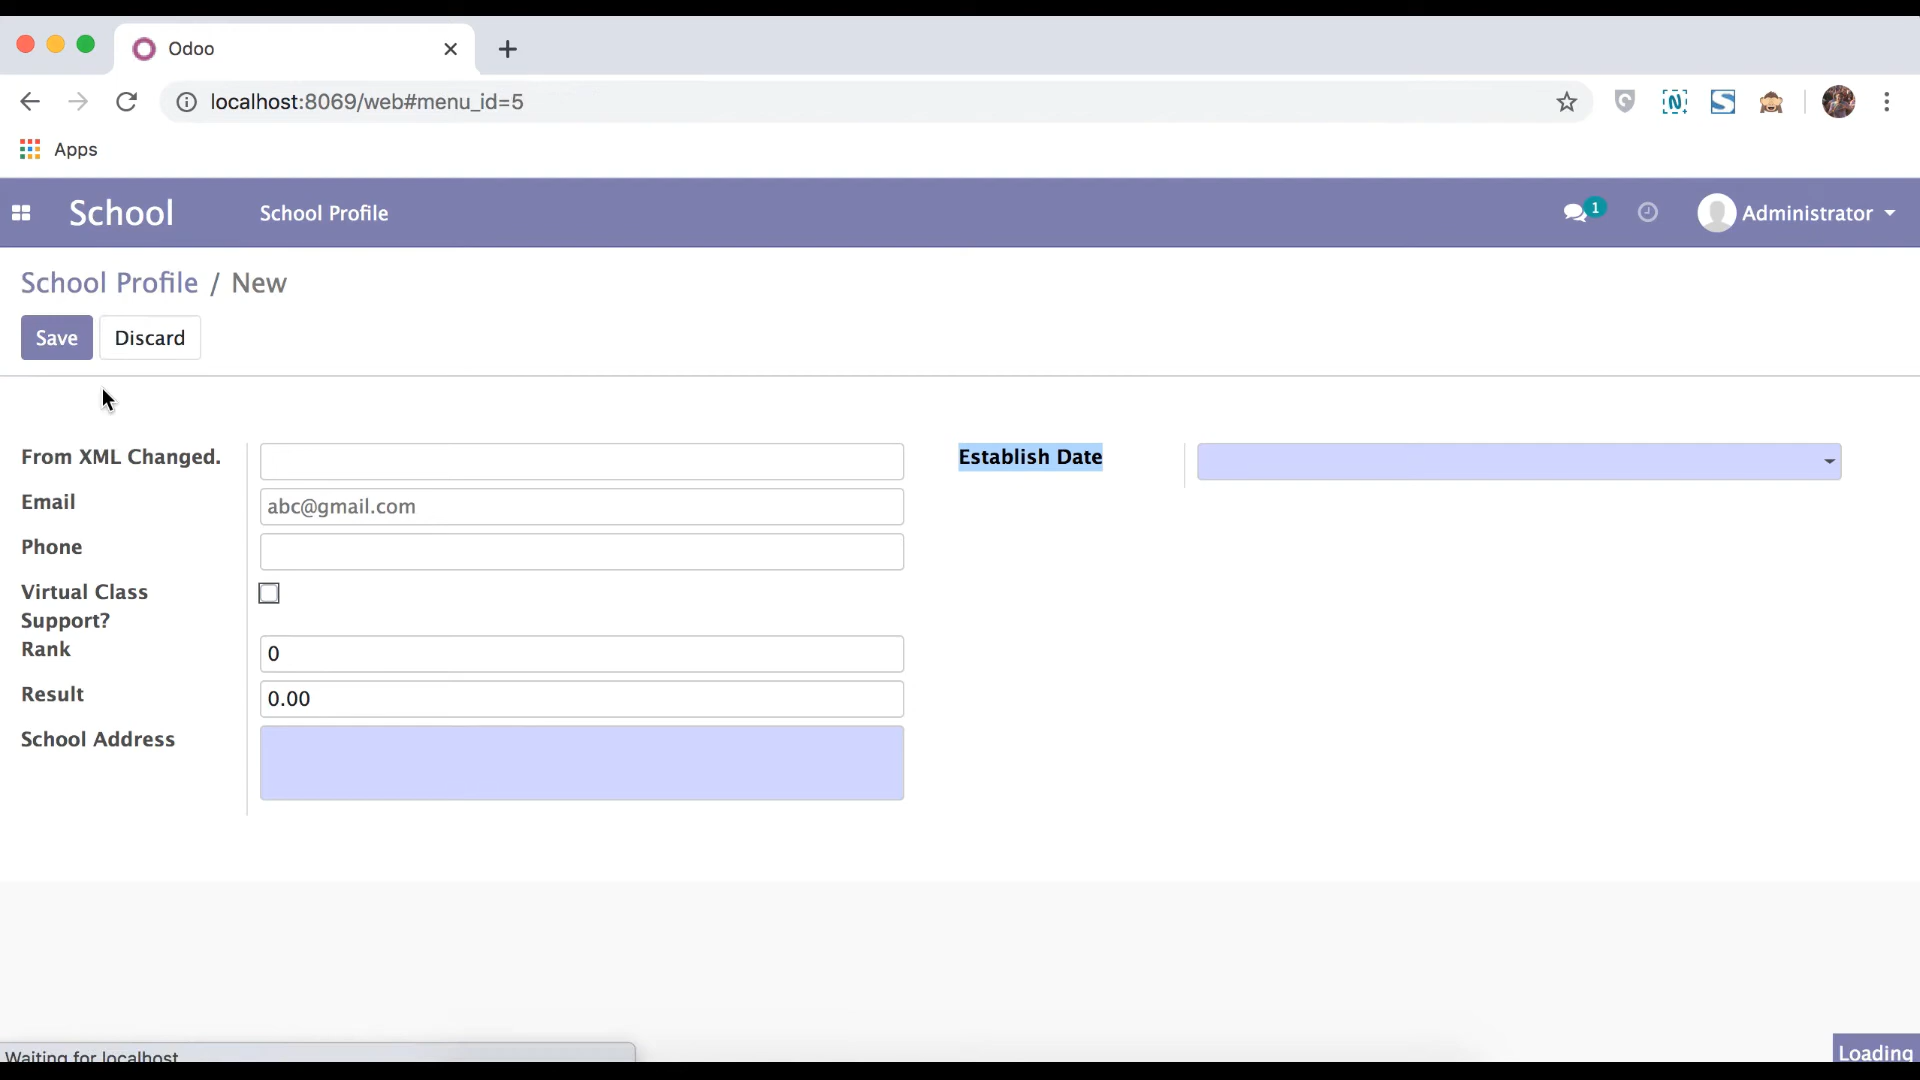 Odoo
localhost:8069/web#menu_id=5
Apps
School
School Profile
1
Administrator
School Profile / New
Save
Discard
From XML Changed.
Establish Date
Email
abc@gmail.com
Phone
Virtual Class
Support?
Rank
0
Result
0.00
School Address
Waiting for localhost
Loading